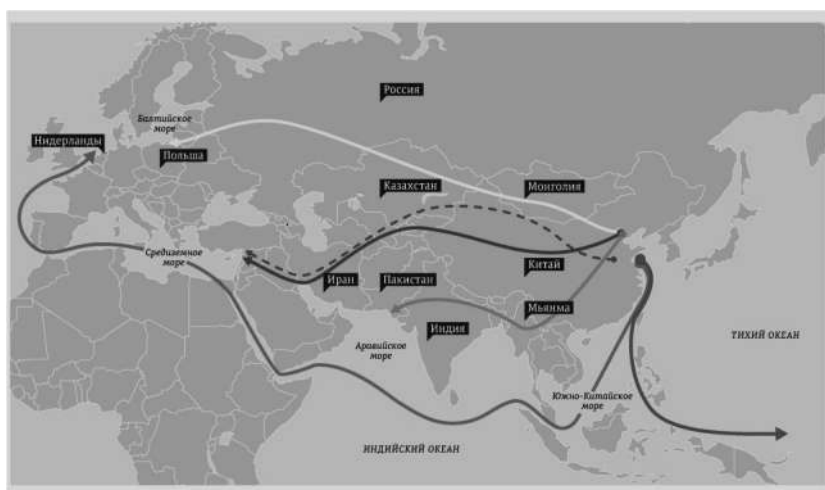 Россия
Балтийское
море
Нидерланды
Польша
Казахстан
Монголия
Средиземное
море
Китай
Иран
Пакистан
Мьянма
Индия
ТИХИЙ ОКЕАН
Аравийское
море
Южно-Китайское
море
ИНДИЙСКИЙ ОКЕАН